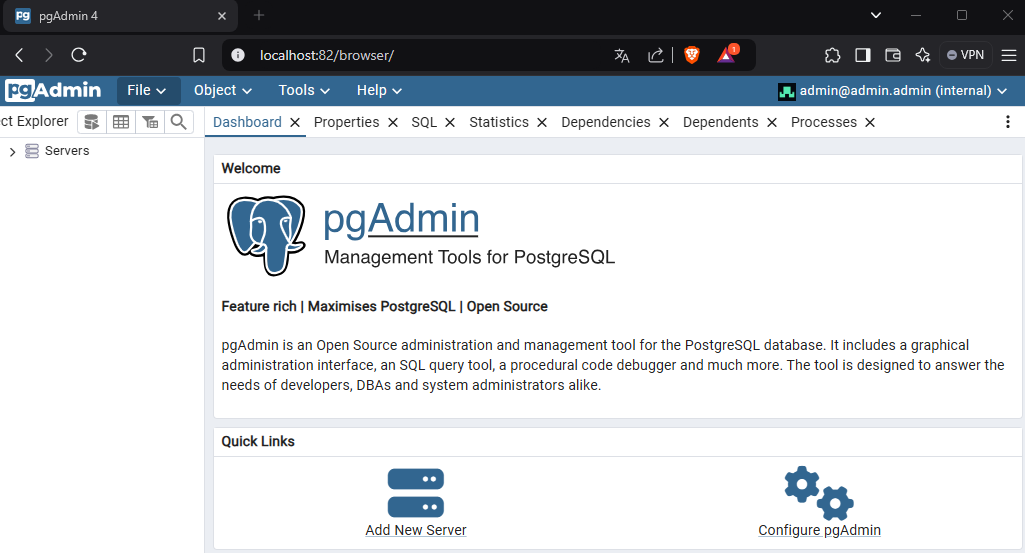 pgAdmin 4
localhost:82/browser/
1
VPN
pgAdmin File Object Tools Help admin@admin.admin (internal)
ct Explorer Dashboard Properties SQL Statistics Dependencies Dependents Processes
Servers
Welcome
pgAdmin
Management Tools for PostgreSQL
Feature rich | Maximises PostgreSQL | Open Source
pgAdmin is an Open Source administration and management tool for the PostgreSQL database. It includes a graphical
administration interface, an SQL query tool, a procedural code debugger and much more. The tool is designed to answer the
needs of developers, DBAs and system administrators alike.
Quick Links
Add New Server Configure pgAdmin